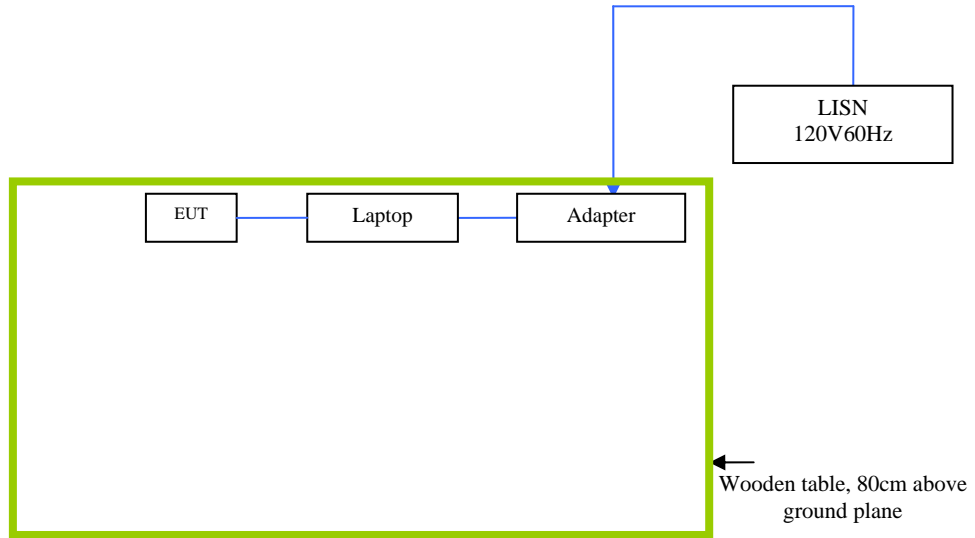 LISN
120V60Hz
EUT
Laptop
Adapter
Wooden table, 80cm above
ground plane